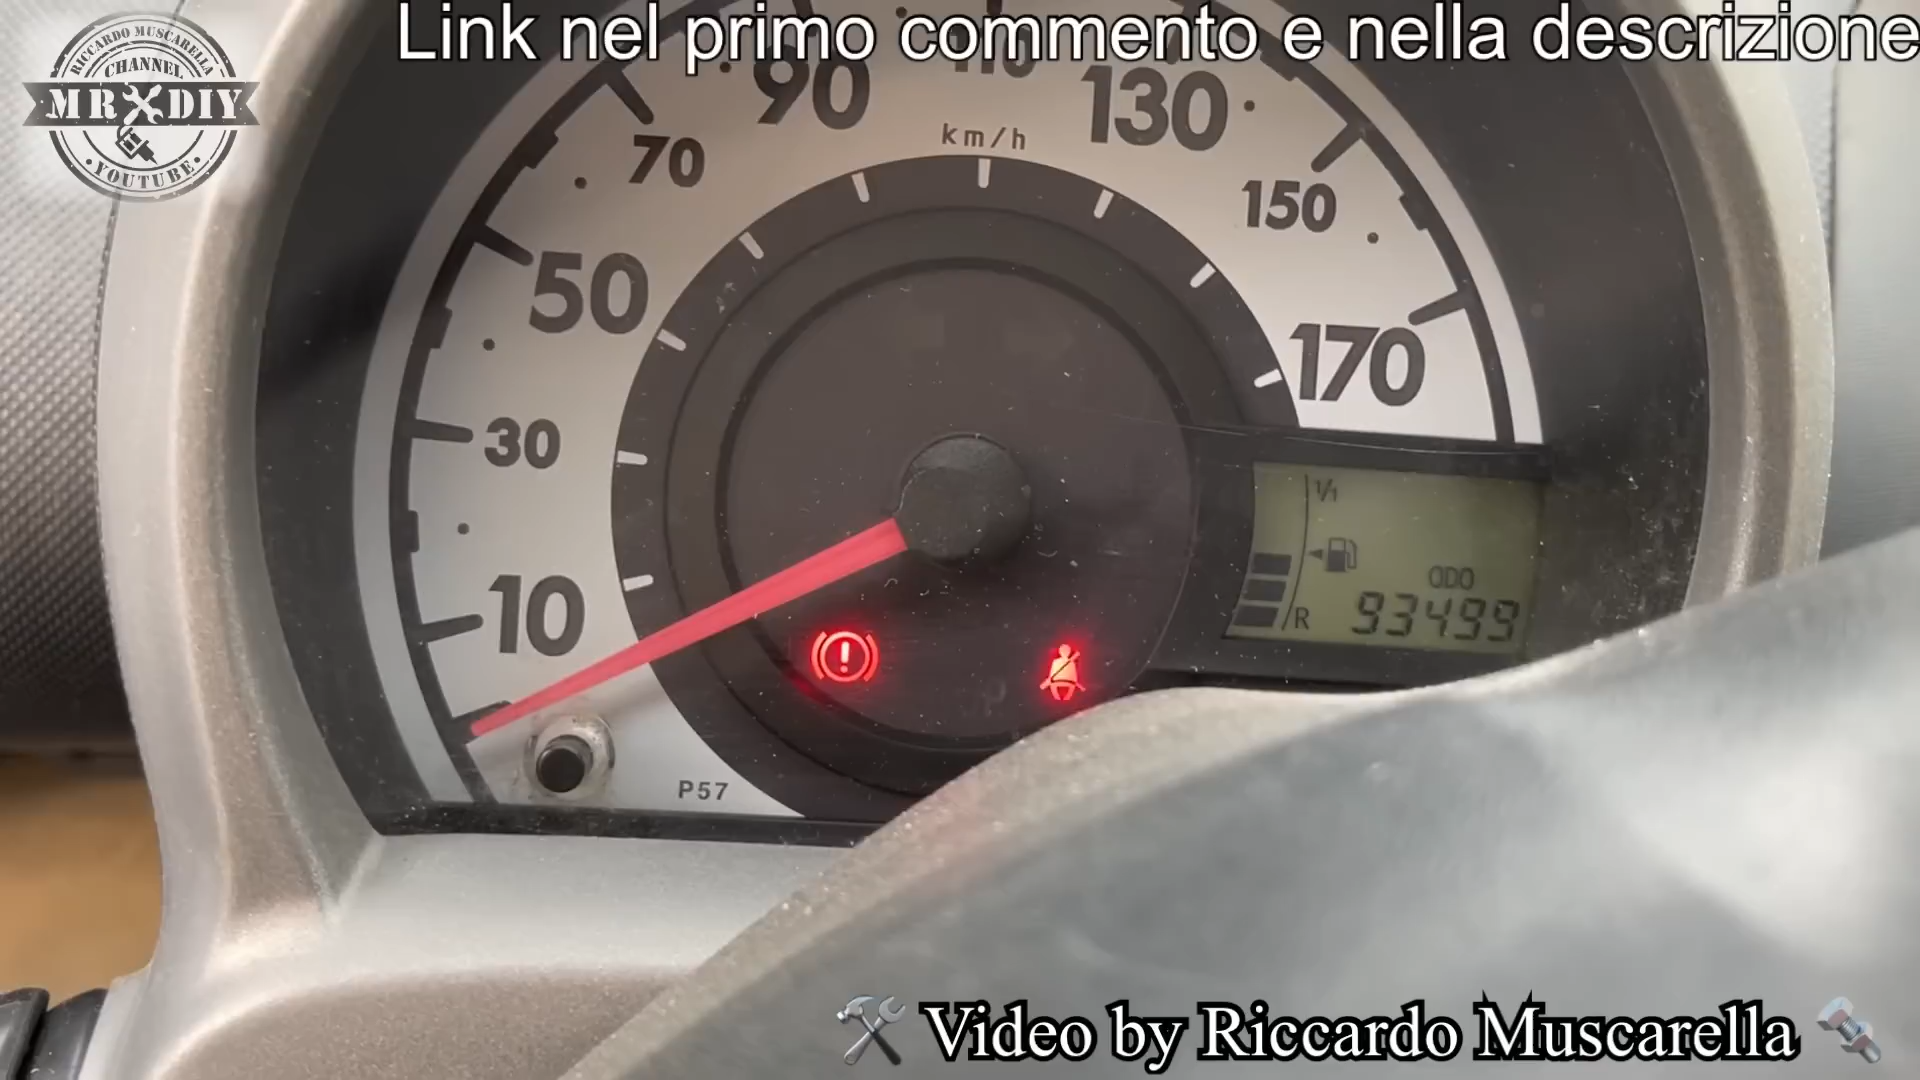 Link nel primo commento e nella descrizione
RICCARDO MUSCARELLA
CHANNEL
MR DIY
YOUTUBE
90
110
130
km/h
70
150
50
170
30
1/1
10
ODO
R
93499
P57
Video by Riccardo Muscarella